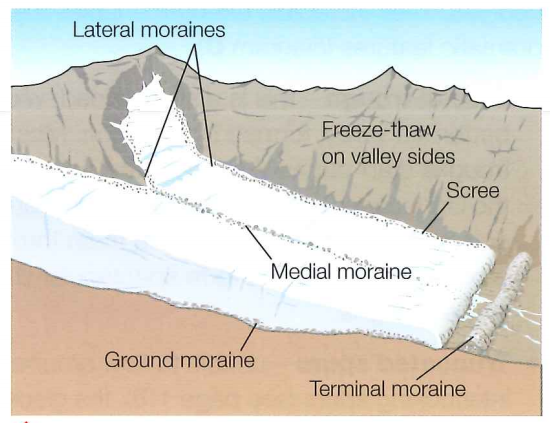 Lateral moraines
Freeze-thaw
on valley sides
Scree
Medial moraine
Ground moraine
Terminal moraine